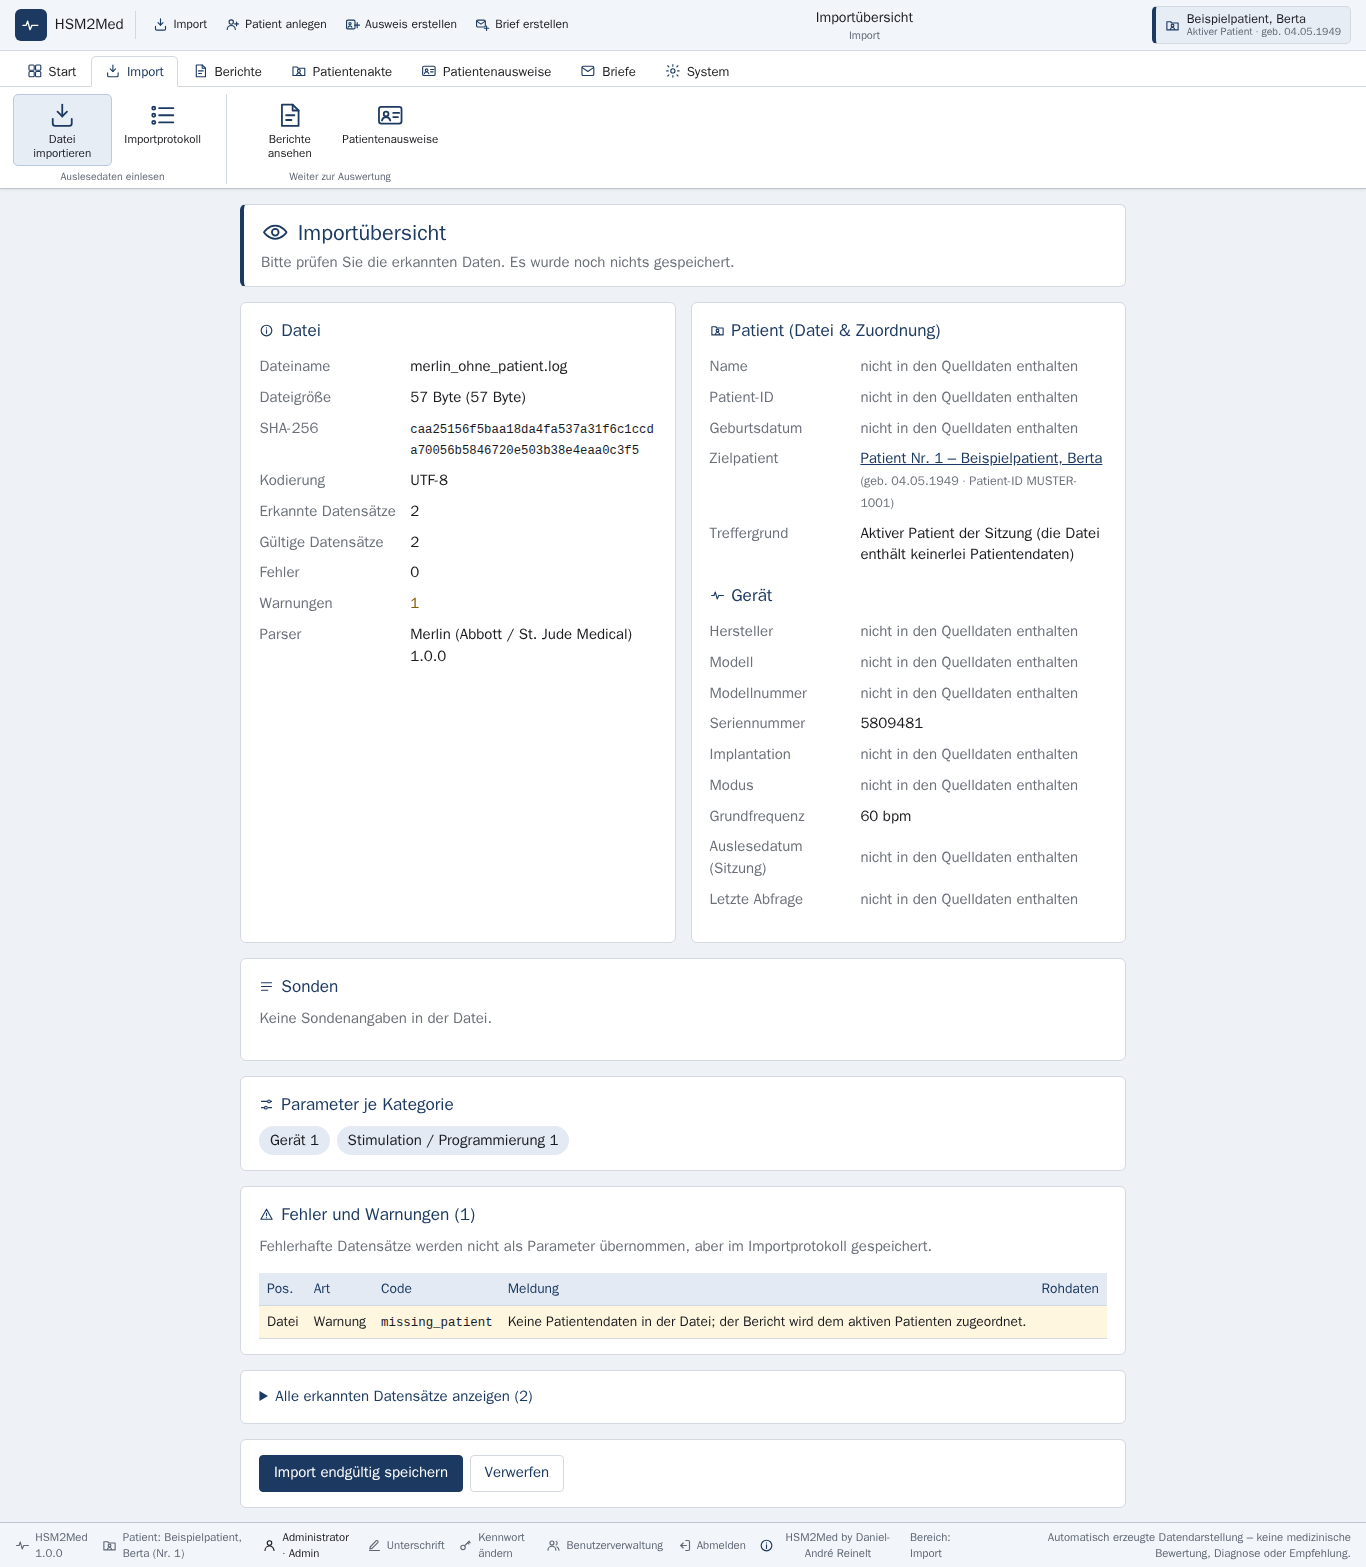 HSM2Med
Import
Patient anlegen
Ausweis erstellen
Brief erstellen
Importübersicht
Import
Beispielpatient, Berta
Aktiver Patient · geb. 04.05.1949
Start
Import
Berichte
Patientenakte
Patientenausweise
Briefe
System
Datei
importieren
Importprotokoll
Auslesedaten einlesen
Berichte
ansehen
Patientenausweise
Weiter zur Auswertung
Importübersicht
Bitte prüfen Sie die erkannten Daten. Es wurde noch nichts gespeichert.
Datei
Dateiname merlin_ohne_patient.log
Dateigröße 57 Byte (57 Byte)
SHA-256 caa25156f5baa18da4fa537a31f6c1ccd
a70056b5846720e503b38e4eaa0c3f5
Kodierung UTF-8
Erkannte Datensätze 2
Gültige Datensätze 2
Fehler 0
Warnungen 1
Parser Merlin (Abbott / St. Jude Medical)
1.0.0
Patient (Datei & Zuordnung)
Name nicht in den Quelldaten enthalten
Patient-ID nicht in den Quelldaten enthalten
Geburtsdatum nicht in den Quelldaten enthalten
Zielpatient Patient Nr. 1 – Beispielpatient, Berta
(geb. 04.05.1949 · Patient-ID MUSTER-
1001)
Treffergrund Aktiver Patient der Sitzung (die Datei
enthält keinerlei Patientendaten)
Gerät
Hersteller nicht in den Quelldaten enthalten
Modell nicht in den Quelldaten enthalten
Modellnummer nicht in den Quelldaten enthalten
Seriennummer 5809481
Implantation nicht in den Quelldaten enthalten
Modus nicht in den Quelldaten enthalten
Grundfrequenz 60 bpm
Auslesedatum
(Sitzung) nicht in den Quelldaten enthalten
Letzte Abfrage nicht in den Quelldaten enthalten
Sonden
Keine Sondenangaben in der Datei.
Parameter je Kategorie
Gerät 1
Stimulation / Programmierung 1
Fehler und Warnungen (1)
Fehlerhafte Datensätze werden nicht als Parameter übernommen, aber im Importprotokoll gespeichert.
Pos. Art Code Meldung Rohdaten
Datei Warnung missing_patient Keine Patientendaten in der Datei; der Bericht wird dem aktiven Patienten zugeordnet.
Alle erkannten Datensätze anzeigen (2)
Import endgültig speichern
Verwerfen
HSM2Med
1.0.0
Patient: Beispielpatient,
Berta (Nr. 1)
Administrator
· Admin
Unterschrift
Kennwort
ändern
Benutzerverwaltung
Abmelden
HSM2Med by Daniel-
André Reinelt
Bereich:
Import
Automatisch erzeugte Datendarstellung – keine medizinische
Bewertung, Diagnose oder Empfehlung.